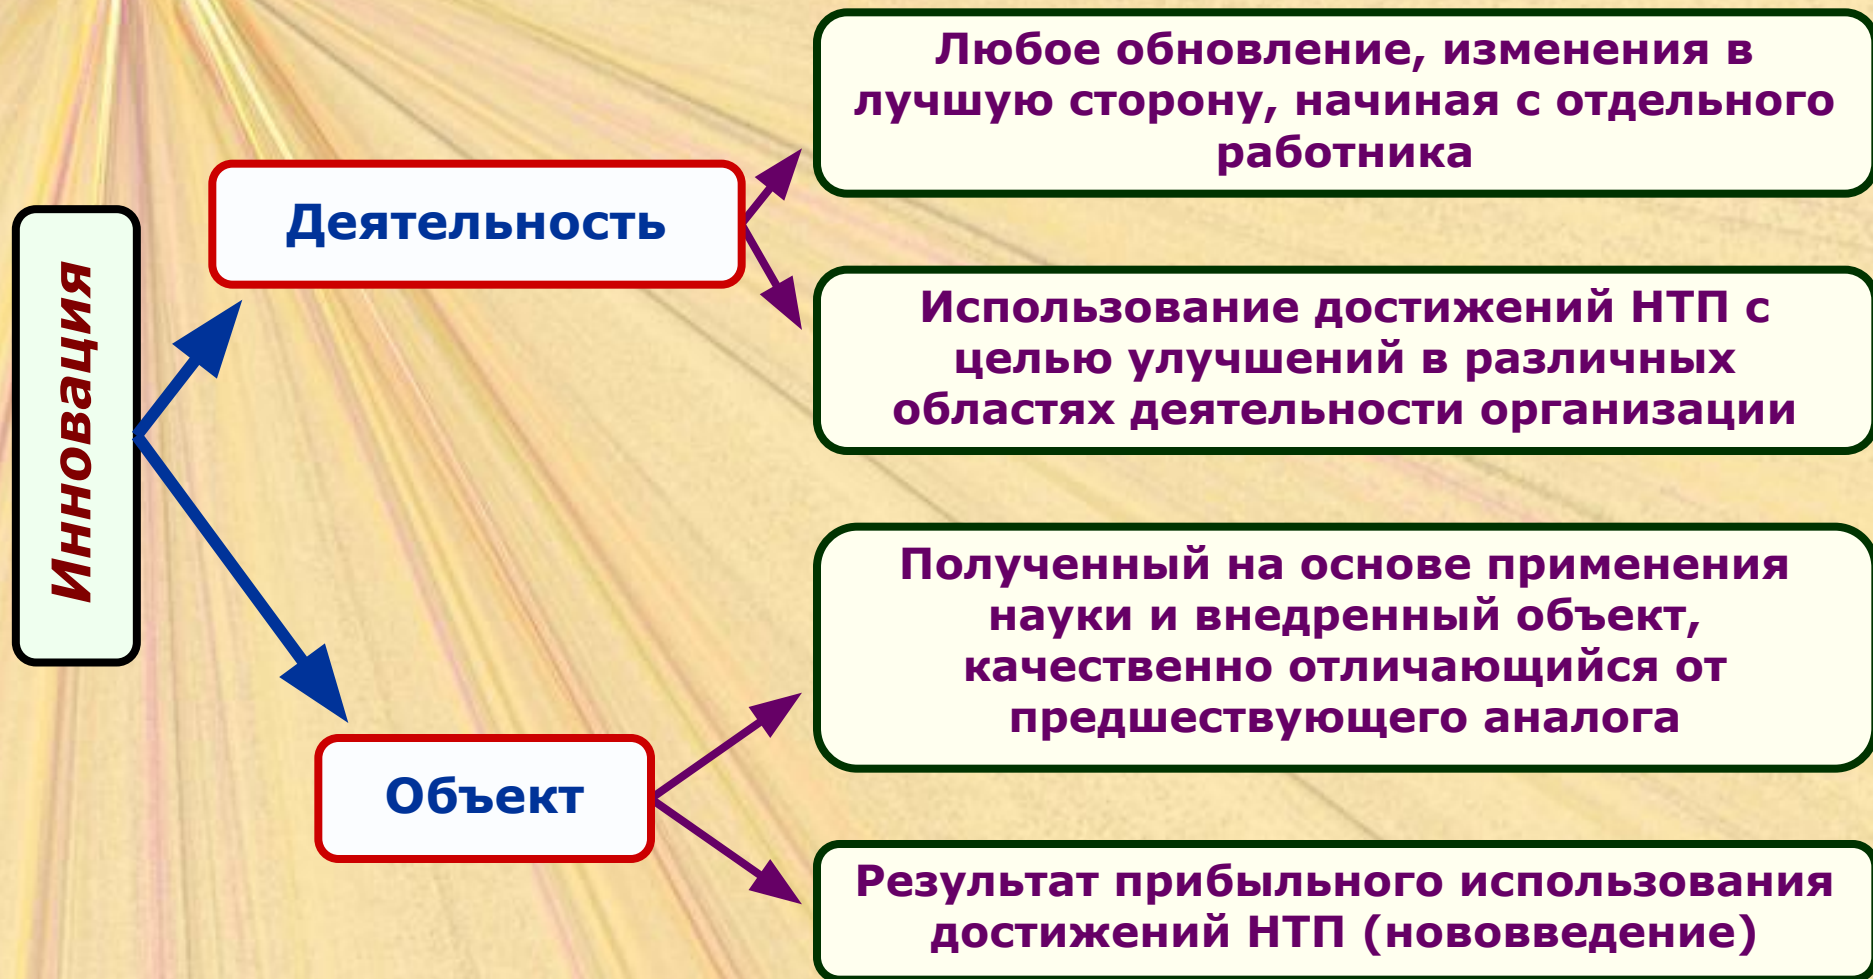 Инновация
Деятельность
Любое обновление, изменения в
лучшую сторону, начиная с отдельного
работника
Использование достижений НТП с
целью улучшений в различных
областях деятельности организации
Объект
Полученный на основе применения
науки и внедренный объект,
качественно отличающийся от
предшествующего аналога
Результат прибыльного использования
достижений НТП (нововведение)